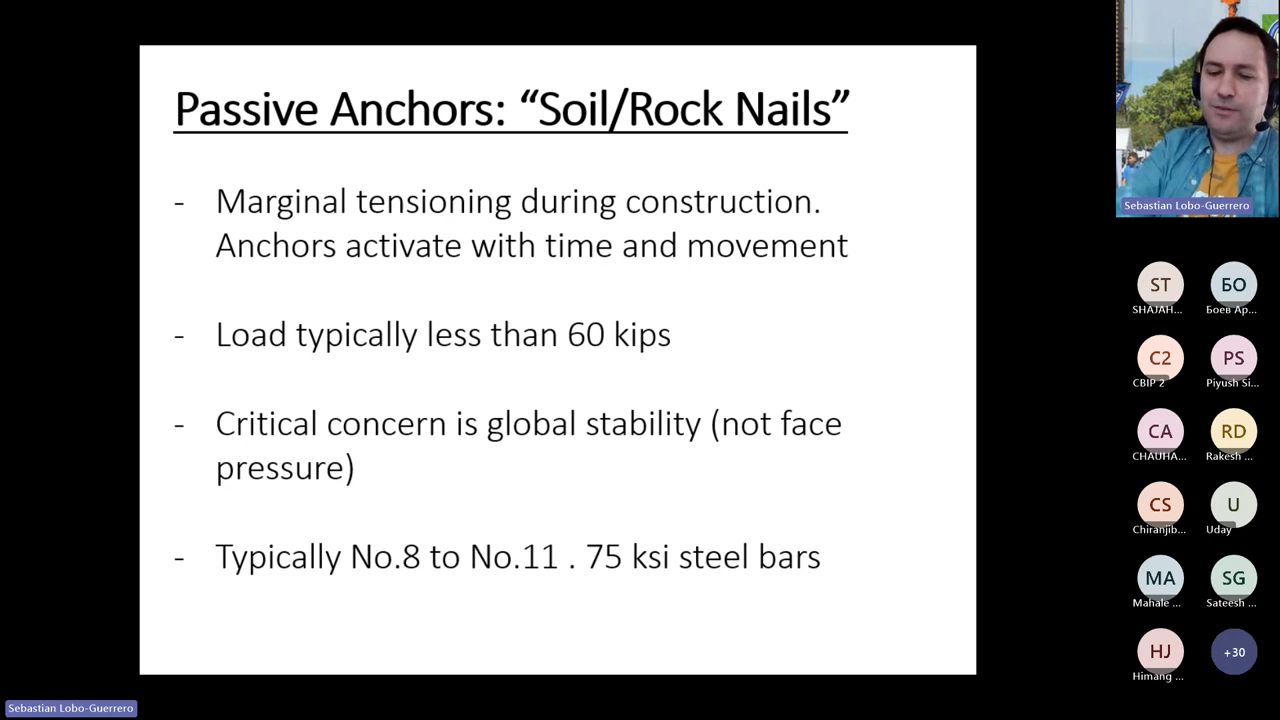 Passive Anchors: “Soil/Rock Nails”
- Marginal tensioning during construction.
Anchors activate with time and movement
- Load typically less than 60 kips
- Critical concern is global stability (not face
pressure)
- Typically No.8 to No.11 . 75 ksi steel bars
Sebastian Lobo-Guerrero
ST
SHAJAH...
БО
Боев Ар...
C2
CBIP 2
PS
Piyush Si...
CA
CHAUHA...
RD
Rakesh ...
CS
Chiranjib...
U
Uday
MA
Mahale ...
SG
Sateesh ...
HJ
Himang ...
+30
Sebastian Lobo-Guerrero